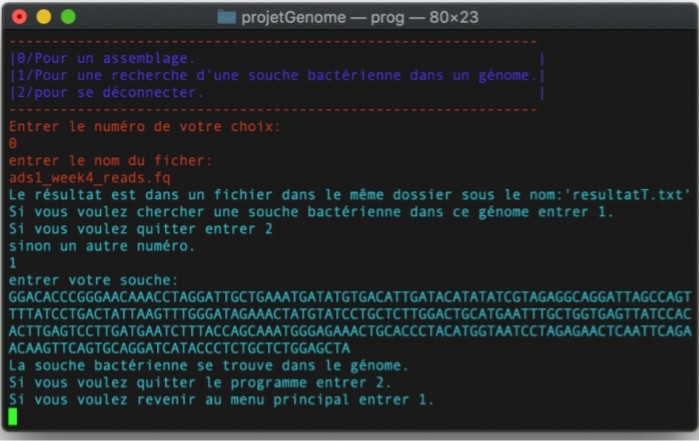 projetGenome — prog — 80×23
--------------------------------------------------------------
|0/Pour un assemblage. |
|1/Pour une recherche d'une souche bactérienne dans un génome.|
|2/pour se déconnecter. |
--------------------------------------------------------------
Entrer le numéro de votre choix:
0
entrer le nom du ficher:
ads1_week4_reads.fq
Le résultat est dans un fichier dans le même dossier sous le nom:'resultatT.txt'
Si vous voulez chercher une souche bactérienne dans ce génome entrer 1.
Si vous voulez quitter entrer 2
sinon un autre numéro.
1
entrer votre souche:
GGACACCCGGGAACAAACCTAGGATTGCTGAAATGATATGTGACATTGATACATATATCGTAGAGGCAGGATTAGCCAGT
TTTATCCTGACTATTAAGTTTGGGATAGAAACTATGTATCCTGCTCTTGGACTGCATGAATTTGCTGGTGAGTTATCCAC
ACTTGAGTCCTTGATGAATCTTTACCAGCAAATGGGAGAAACTGCACCCTACATGGTAATCCTAGAGAACTCAATTCAGA
ACAAGTTCAGTGCAGGATCATACCCTCTGCTCTGGAGCTA
La souche bactérienne se trouve dans le génome.
Si vous voulez quitter le programme entrer 2.
Si vous voulez revenir au menu principal entrer 1.